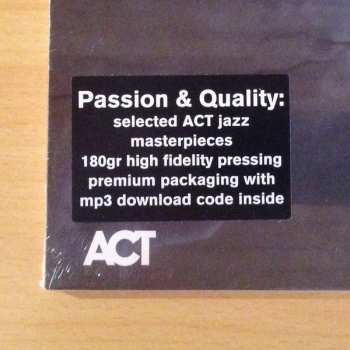 Passion & Quality:
selected ACT jazz
masterpieces
180gr high fidelity pressing
premium packaging with
mp3 download code inside
ACT